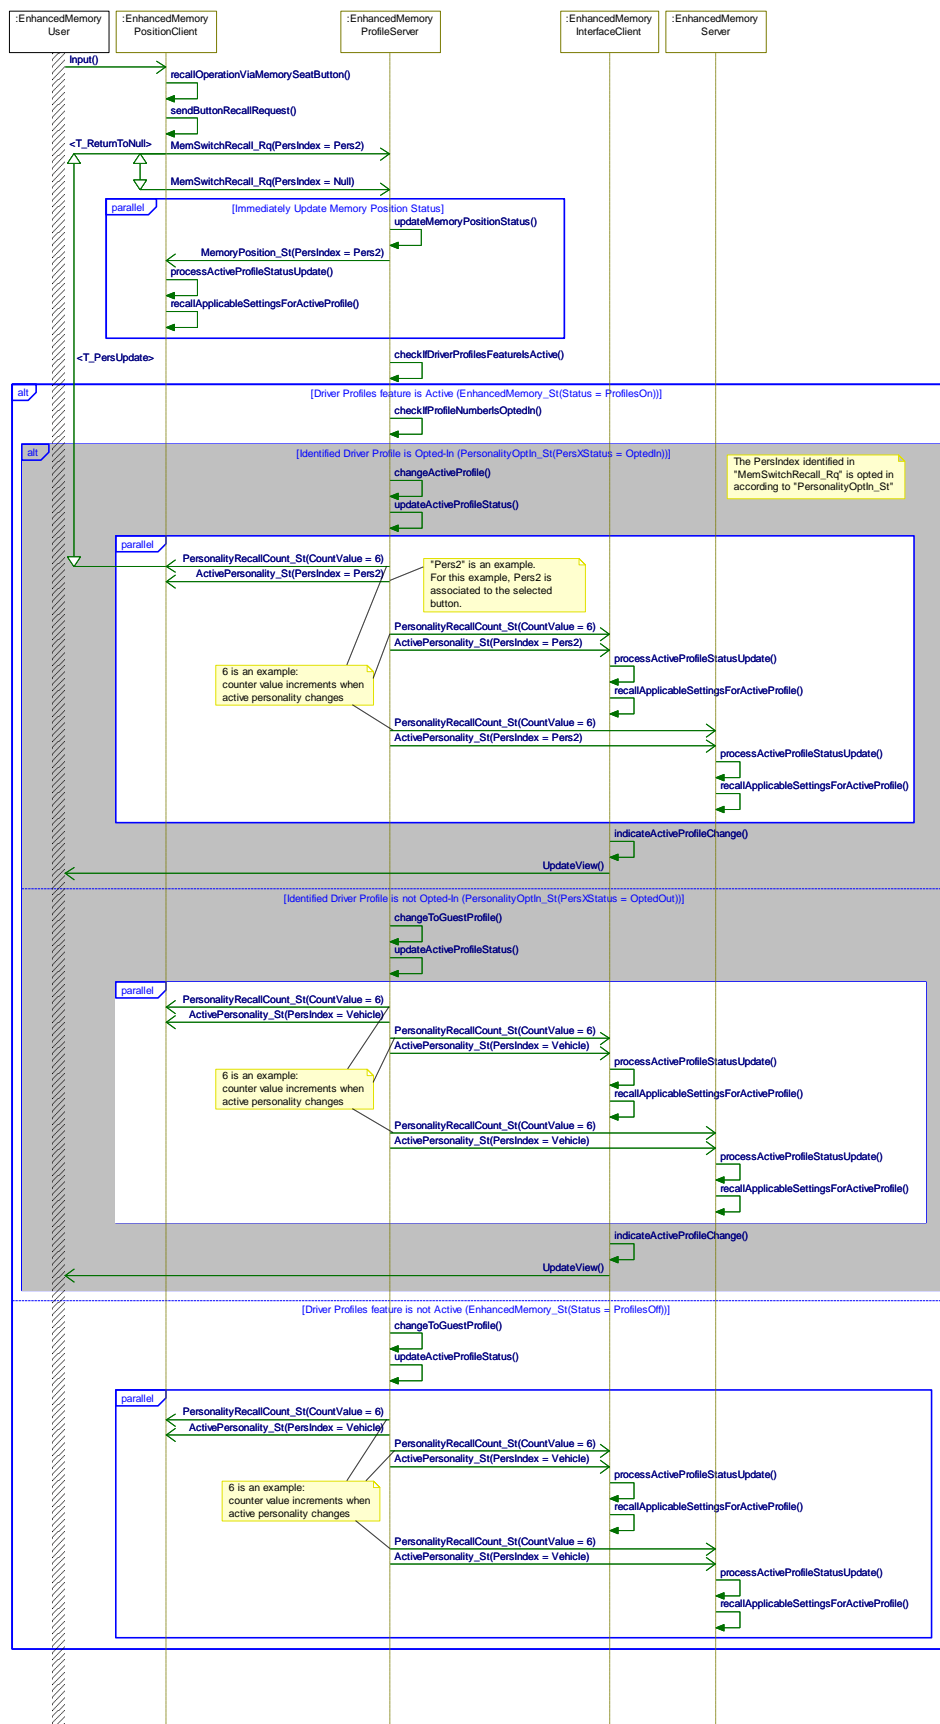 :EnhancedMemory
User
:EnhancedMemory
PositionClient
:EnhancedMemory
ProfileServer
:EnhancedMemory
InterfaceClient
:EnhancedMemory
Server
Input()
recallOperationViaMemorySeatButton()
sendButtonRecallRequest()
<T_ReturnToNull>
MemSwitchRecall_Rq(PersIndex = Pers2)
MemSwitchRecall_Rq(PersIndex = Null)
parallel
[Immediately Update Memory Position Status]
updateMemoryPositionStatus()
MemoryPosition_St(PersIndex = Pers2)
processActiveProfileStatusUpdate()
recallApplicableSettingsForActiveProfile()
<T_PersUpdate>
checkIfDriverProfilesFeatureIsActive()
alt
[Driver Profiles feature is Active (EnhancedMemory_St(Status = ProfilesOn))]
checkIfProfileNumberIsOptedIn()
alt
[Identified Driver Profile is Opted-In (PersonalityOptIn_St(PersXStatus = OptedIn))]
The PersIndex identified in
"MemSwitchRecall_Rq" is opted in
according to "PersonalityOptIn_St"
changeActiveProfile()
updateActiveProfileStatus()
parallel
PersonalityRecallCount_St(CountValue = 6)
ActivePersonality_St(PersIndex = Pers2)
"Pers2" is an example.
For this example, Pers2 is
associated to the selected
button.
PersonalityRecallCount_St(CountValue = 6)
ActivePersonality_St(PersIndex = Pers2)
processActiveProfileStatusUpdate()
6 is an example:
counter value increments when
active personality changes
recallApplicableSettingsForActiveProfile()
PersonalityRecallCount_St(CountValue = 6)
ActivePersonality_St(PersIndex = Pers2)
processActiveProfileStatusUpdate()
recallApplicableSettingsForActiveProfile()
indicateActiveProfileChange()
UpdateView()
[Identified Driver Profile is not Opted-In (PersonalityOptIn_St(PersXStatus = OptedOut))]
changeToGuestProfile()
updateActiveProfileStatus()
parallel
PersonalityRecallCount_St(CountValue = 6)
ActivePersonality_St(PersIndex = Vehicle)
PersonalityRecallCount_St(CountValue = 6)
ActivePersonality_St(PersIndex = Vehicle)
processActiveProfileStatusUpdate()
6 is an example:
counter value increments when
active personality changes
recallApplicableSettingsForActiveProfile()
PersonalityRecallCount_St(CountValue = 6)
ActivePersonality_St(PersIndex = Vehicle)
processActiveProfileStatusUpdate()
recallApplicableSettingsForActiveProfile()
indicateActiveProfileChange()
UpdateView()
[Driver Profiles feature is not Active (EnhancedMemory_St(Status = ProfilesOff))]
changeToGuestProfile()
updateActiveProfileStatus()
parallel
PersonalityRecallCount_St(CountValue = 6)
ActivePersonality_St(PersIndex = Vehicle)
PersonalityRecallCount_St(CountValue = 6)
ActivePersonality_St(PersIndex = Vehicle)
processActiveProfileStatusUpdate()
6 is an example:
counter value increments when
active personality changes
recallApplicableSettingsForActiveProfile()
PersonalityRecallCount_St(CountValue = 6)
ActivePersonality_St(PersIndex = Vehicle)
processActiveProfileStatusUpdate()
recallApplicableSettingsForActiveProfile()